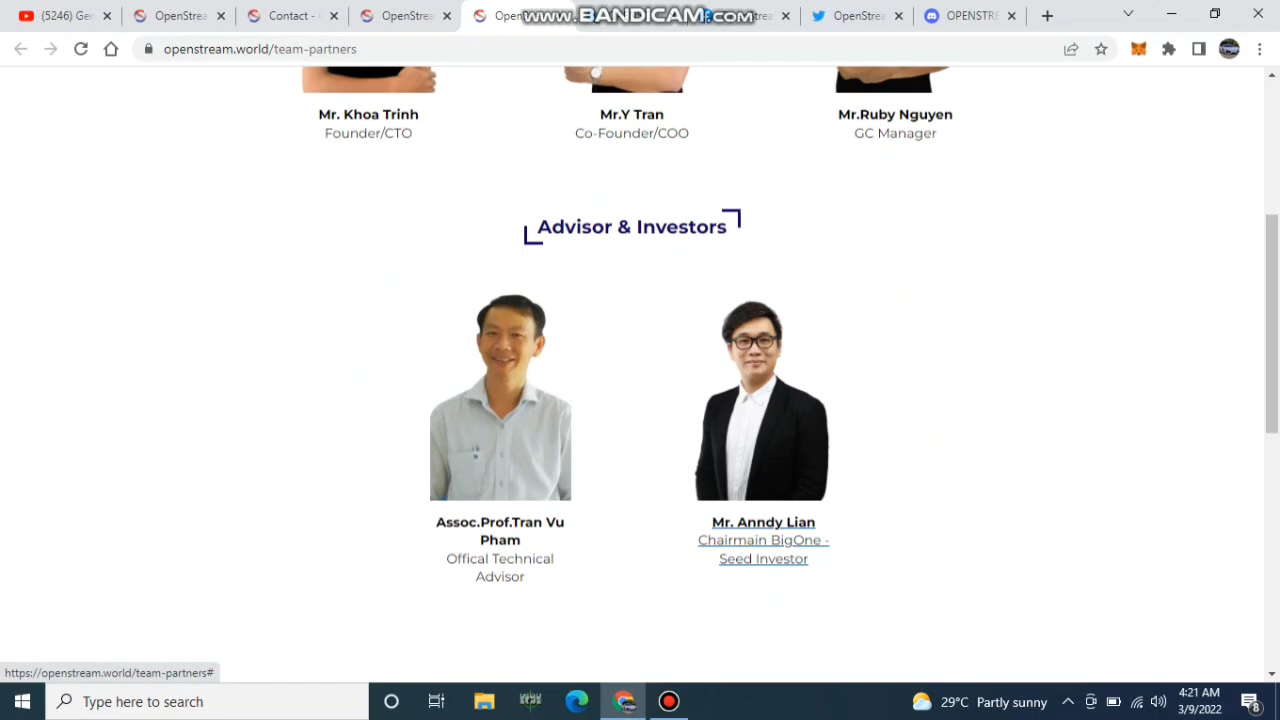 (5246) Ge
OpenStrea
Contact -
OpenStrea
Open
WWW.BANDICAM.COM
trea
OpenStrea
OPENSTRE
openstream.world/team-partners
Mr. Khoa Trinh
Founder/CTO
Mr.Y Tran
Co-Founder/COO
Mr.Ruby Nguyen
GC Manager
Advisor & Investors
Assoc.Prof.Tran Vu
Pham
Offical Technical
Advisor
Mr. Anndy Lian
Chairmain BigOne -
Seed Investor
https://openstream.world/team-partners#
Type here to search
29°C Partly sunny
4:21 AM
3/9/2022
8